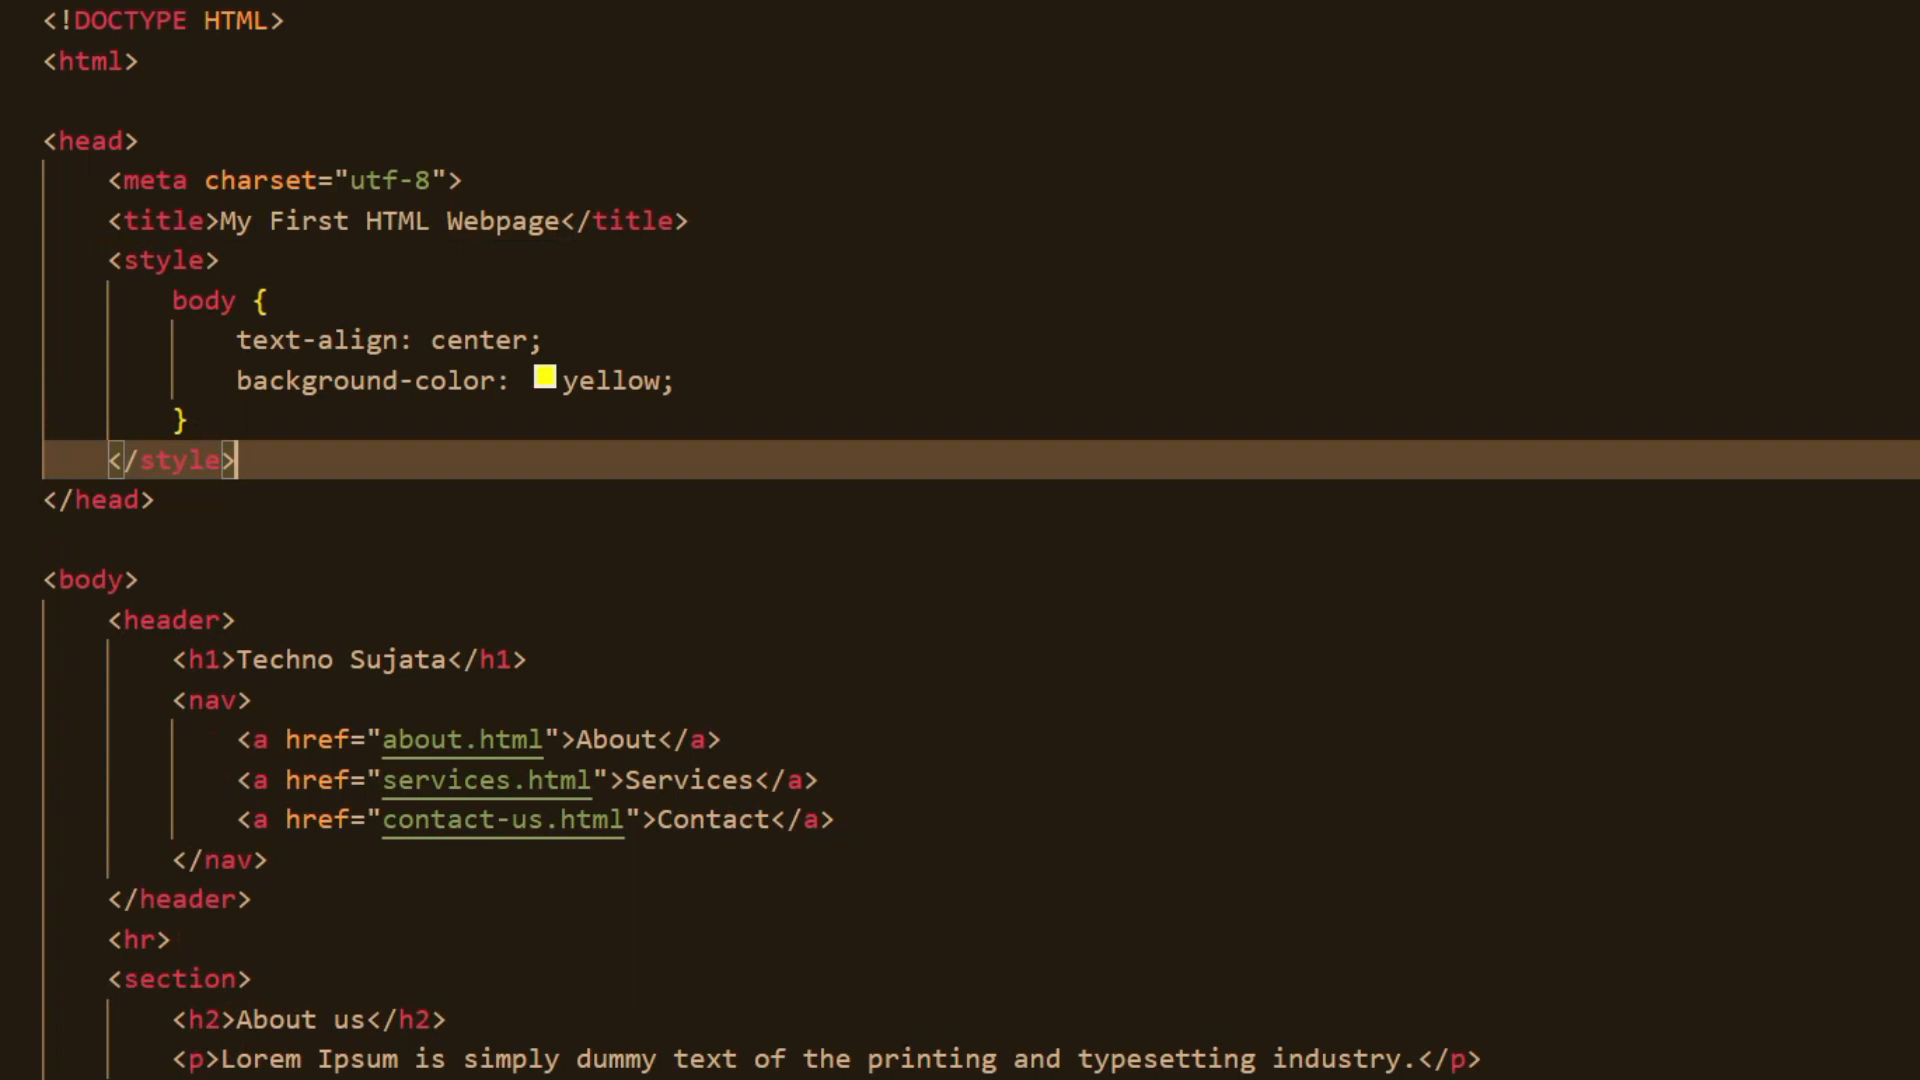 <!DOCTYPE HTML>
<html>
<head>
<meta charset="utf-8">
<title>My First HTML Webpage</title>
<style>
body {
text-align: center;
background-color: yellow;
}
</style>
</head>
<body>
<header>
<h1>Techno Sujata</h1>
<nav>
<a href="about.html">About</a>
<a href="services.html">Services</a>
<a href="contact-us.html">Contact</a>
</nav>
</header>
<hr>
<section>
<h2>About us</h2>
<p>Lorem Ipsum is simply dummy text of the printing and typesetting industry.</p>